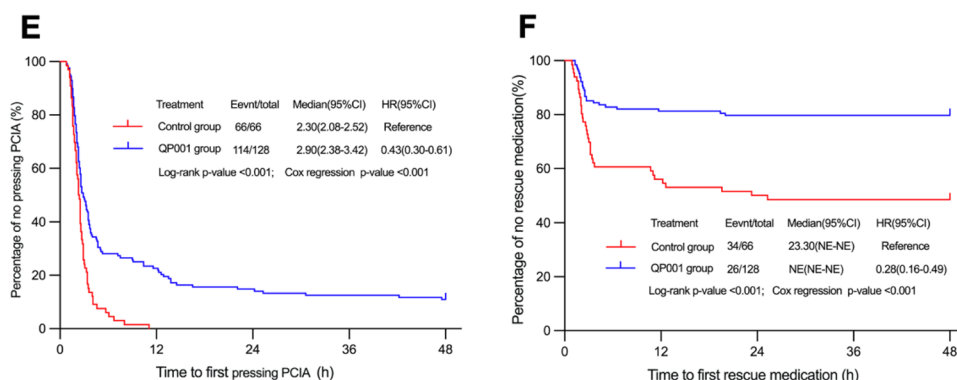 E
Percentage of no pressing PCIA (%)
100
80
60
40
20
0
Treatment Eevnt/total Median(95%CI) HR(95%CI)
Control group 66/66 2.30(2.08-2.52) Reference
QP001 group 114/128 2.90(2.38-3.42) 0.43(0.30-0.61)
Log-rank p-value <0.001; Cox regression p-value <0.001
0 12 24 36 48
Time to first pressing PCIA (h)
F
Percentage of no rescue medication(%)
100
80
60
40
20
0
Treatment Eevnt/total Median(95%CI) HR(95%CI)
Control group 34/66 23.30(NE-NE) Reference
QP001 group 26/128 NE(NE-NE) 0.28(0.16-0.49)
Log-rank p-value <0.001; Cox regression p-value <0.001
0 12 24 36 48
Time to first rescue medication (h)